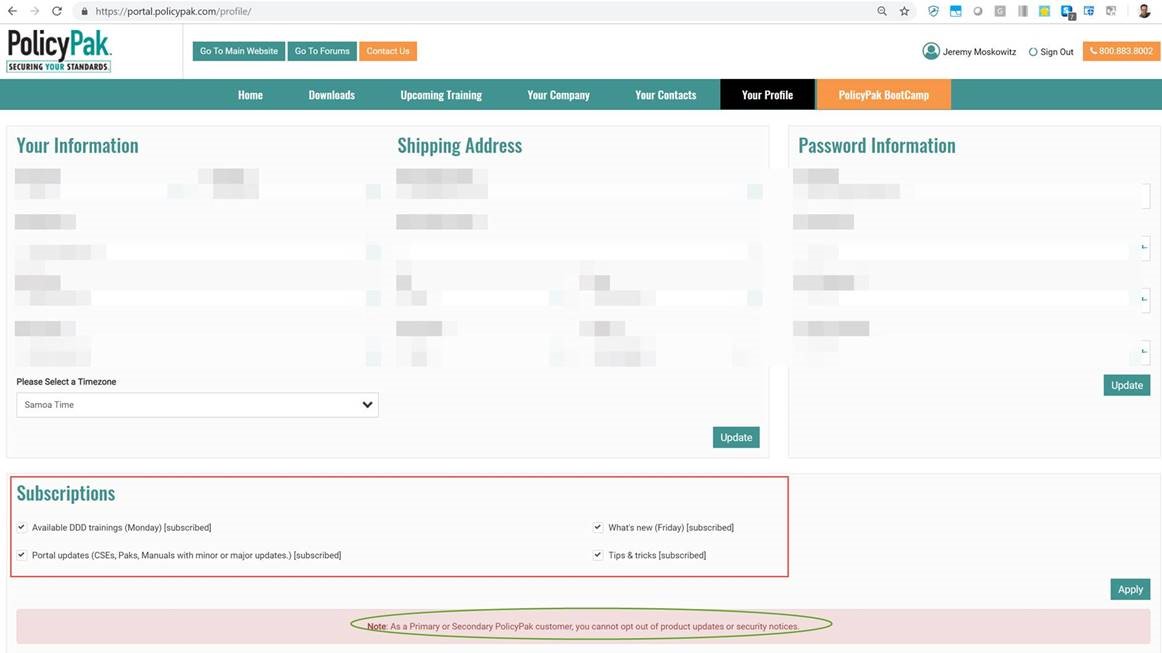 https://portal.policypak.com/profile/
7
PolicyPak
SECURING YOUR STANDARDS.
Go To Main Website
Go To Forums
Contact Us
Jeremy Moskowitz
Sign Out
800.883.8002
Home
Downloads
Upcoming Training
Your Company
Your Contacts
Your Profile
PolicyPak BootCamp
Your Information
Shipping Address
Password Information
Please Select a Timezone
Samoa Time
Update
Update
Subscriptions
Available DDD trainings (Monday) [subscribed]
What's new (Friday) [subscribed]
Portal updates (CSEs, Paks, Manuals with minor or major updates.) [subscribed]
Tips & tricks [subscribed]
Apply
Note: As a Primary or Secondary PolicyPak customer, you cannot opt out of product updates or security notices.